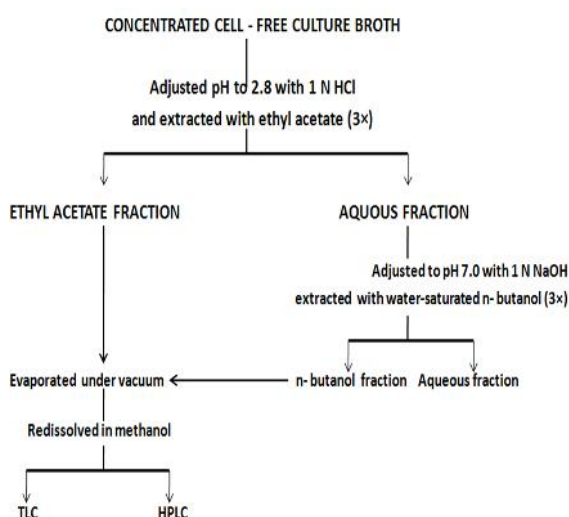 CONCENTRATED CELL - FREE CULTURE BROTH
Adjusted pH to 2.8 with 1 N HCl
and extracted with ethyl acetate (3×)
ETHYL ACETATE FRACTION
AQUOUS FRACTION
Adjusted to pH 7.0 with 1 N NaOH
extracted with water-saturated n- butanol (3×)
Evaporated under vacuum
n- butanol fraction
Aqueous fraction
Redissolved in methanol
TLC
HPLC